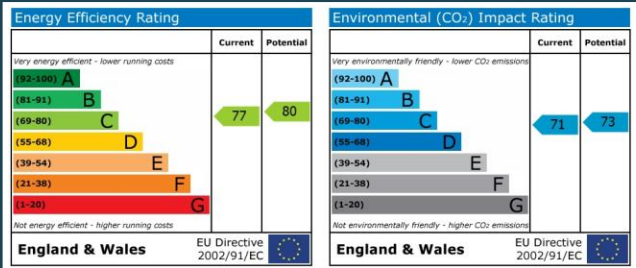 Energy Efficiency Rating
Current Potential
Very energy efficient - lower running costs
(92-100) A
(81-91) B
(69-80) C
(55-68) D
(39-54) E
(21-38) F
(1-20) G
77 80
Not energy efficient - higher running costs
England & Wales
EU Directive
2002/91/EC
Environmental (CO₂) Impact Rating
Current Potential
Very environmentally friendly - lower CO₂ emissions
(92-100) A
(81-91) B
(69-80) C
(55-68) D
(39-54) E
(21-38) F
(1-20) G
71 73
Not environmentally friendly - higher CO₂ emissions
England & Wales
EU Directive
2002/91/EC